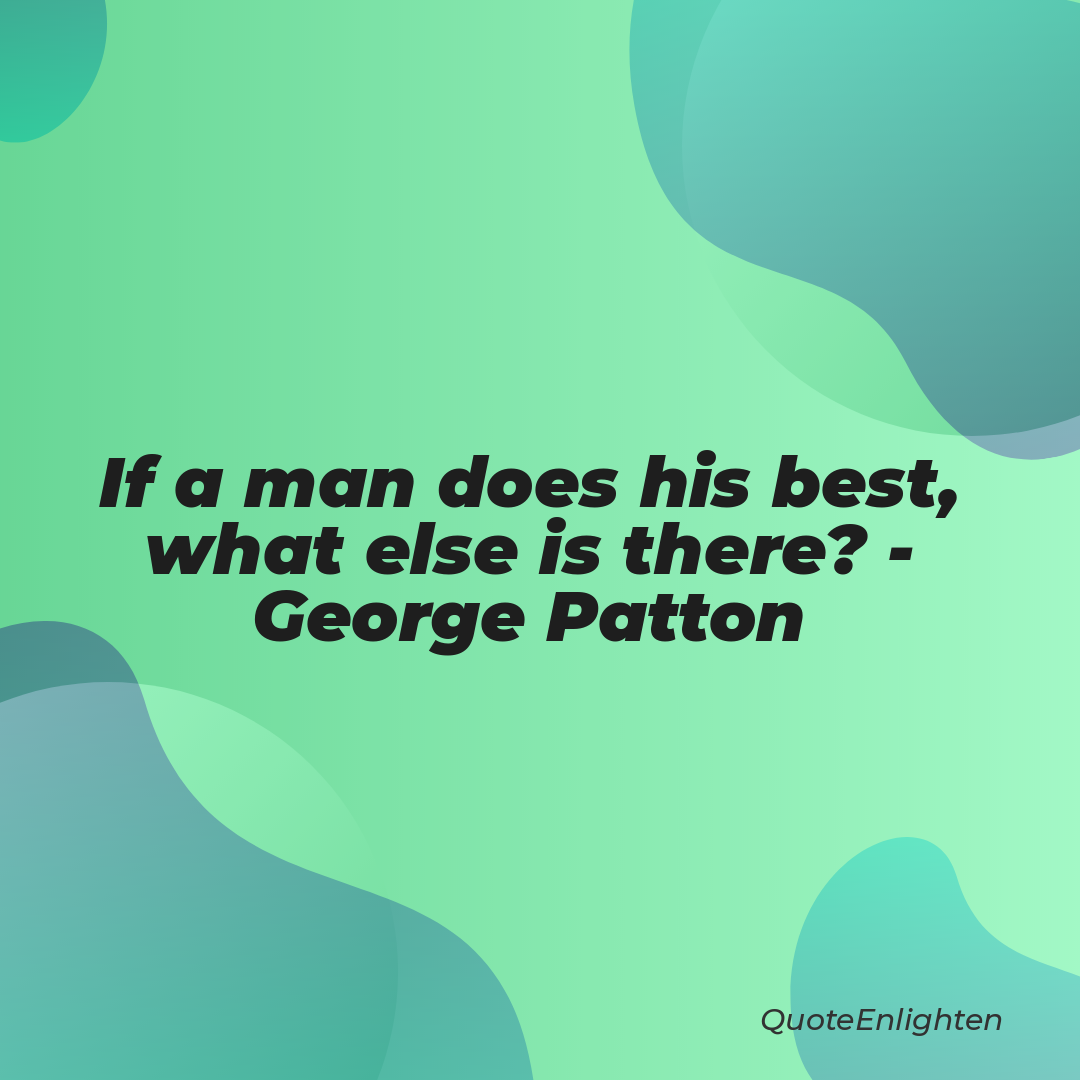 If a man does his best,
what else is there? -
George Patton
QuoteEnlighten